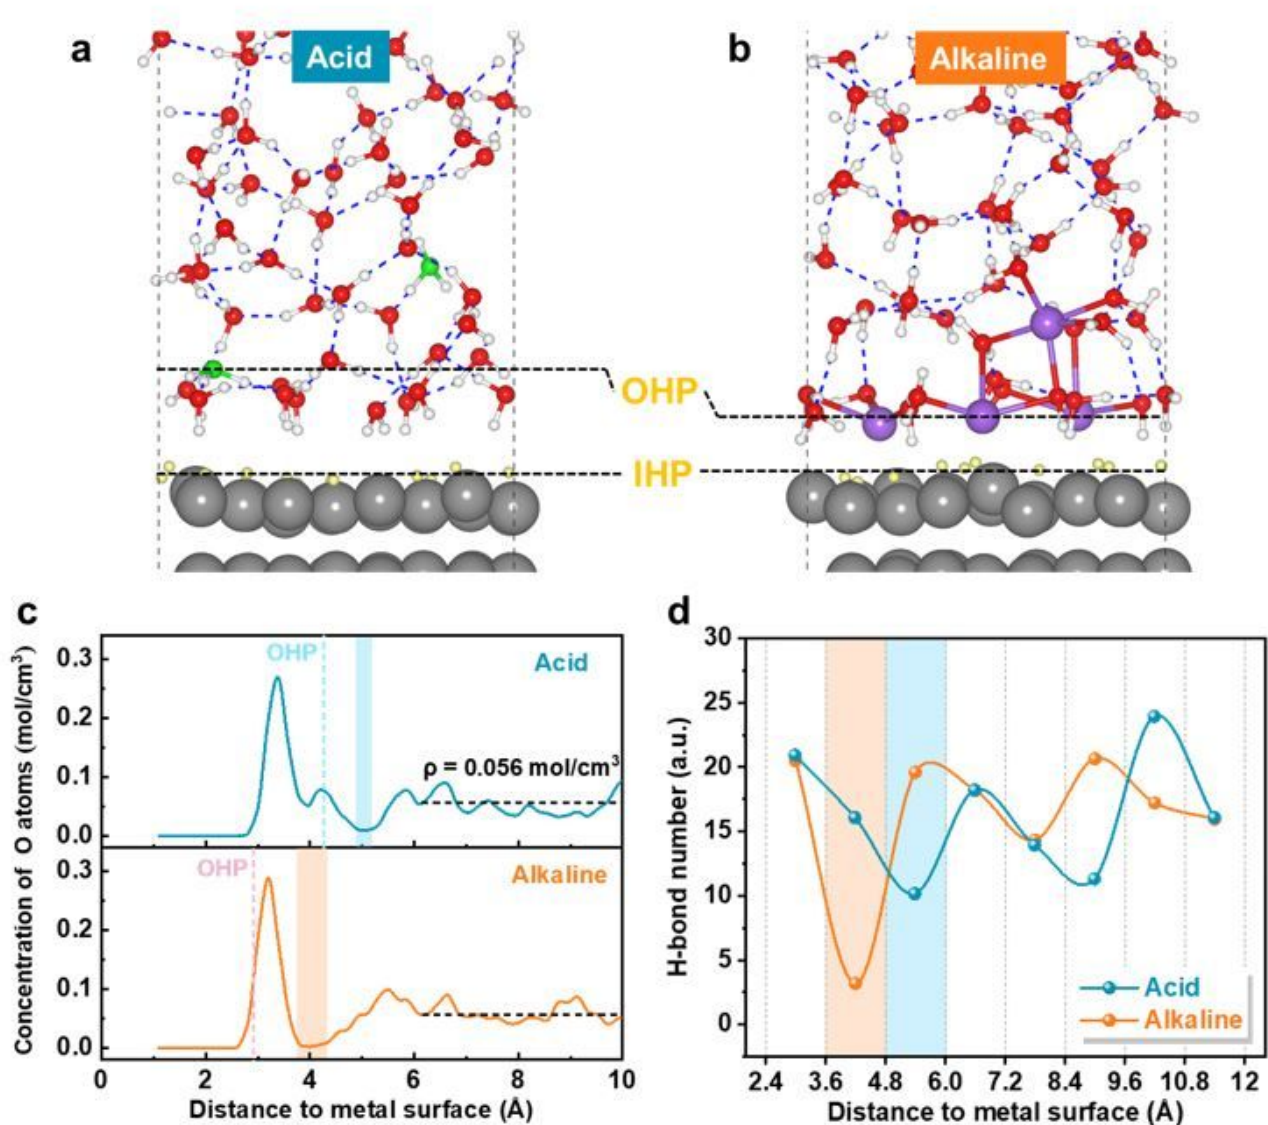 a
Acid
b
Alkaline
OHP
IHP
c
Concentration of O atoms (mol/cm³)
0.3
0.2
0.1
0.0
OHP
Acid
ρ = 0.056 mol/cm³
0.3
0.2
0.1
0.0
OHP
Alkaline
0 2 4 6 8 10
Distance to metal surface (Å)
d
H-bond number (a.u.)
30
25
20
15
10
5
0
Acid
Alkaline
2.4 3.6 4.8 6.0 7.2 8.4 9.6 10.8 12
Distance to metal surface (Å)